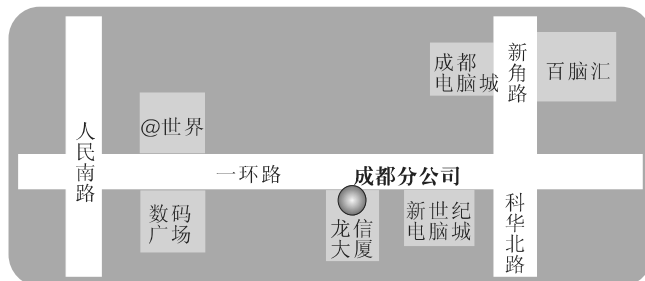 人民南路
@世界
数码
广场
一环路
成都分公司
龙信
大厦
新世纪
电脑城
成都
电脑城
新角路
百脑汇
科华北路